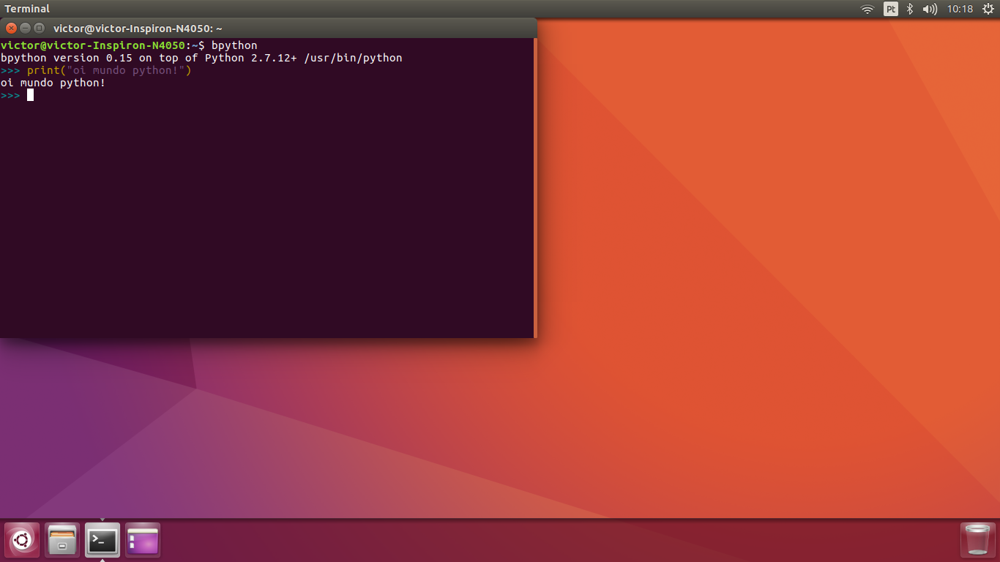 Terminal
Pt
10:18
victor@victor-Inspiron-N4050: ~
victor@victor-Inspiron-N4050:~$ bpython
bpython version 0.15 on top of Python 2.7.12+ /usr/bin/python
>>> print("oi mundo python!")
oi mundo python!
>>>
>_